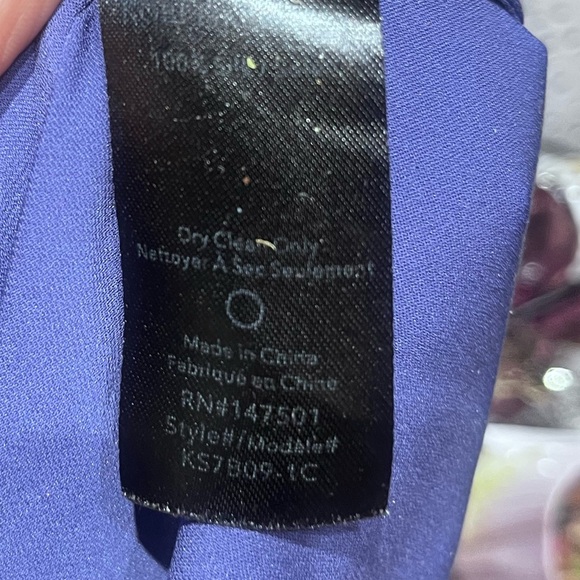 100%
Dry Clean Only
Nettoyer À Sec Seulement
Made in China
Fabriqué en Chine
RN#147501
Style#/Modèle#
KS7B09-1C